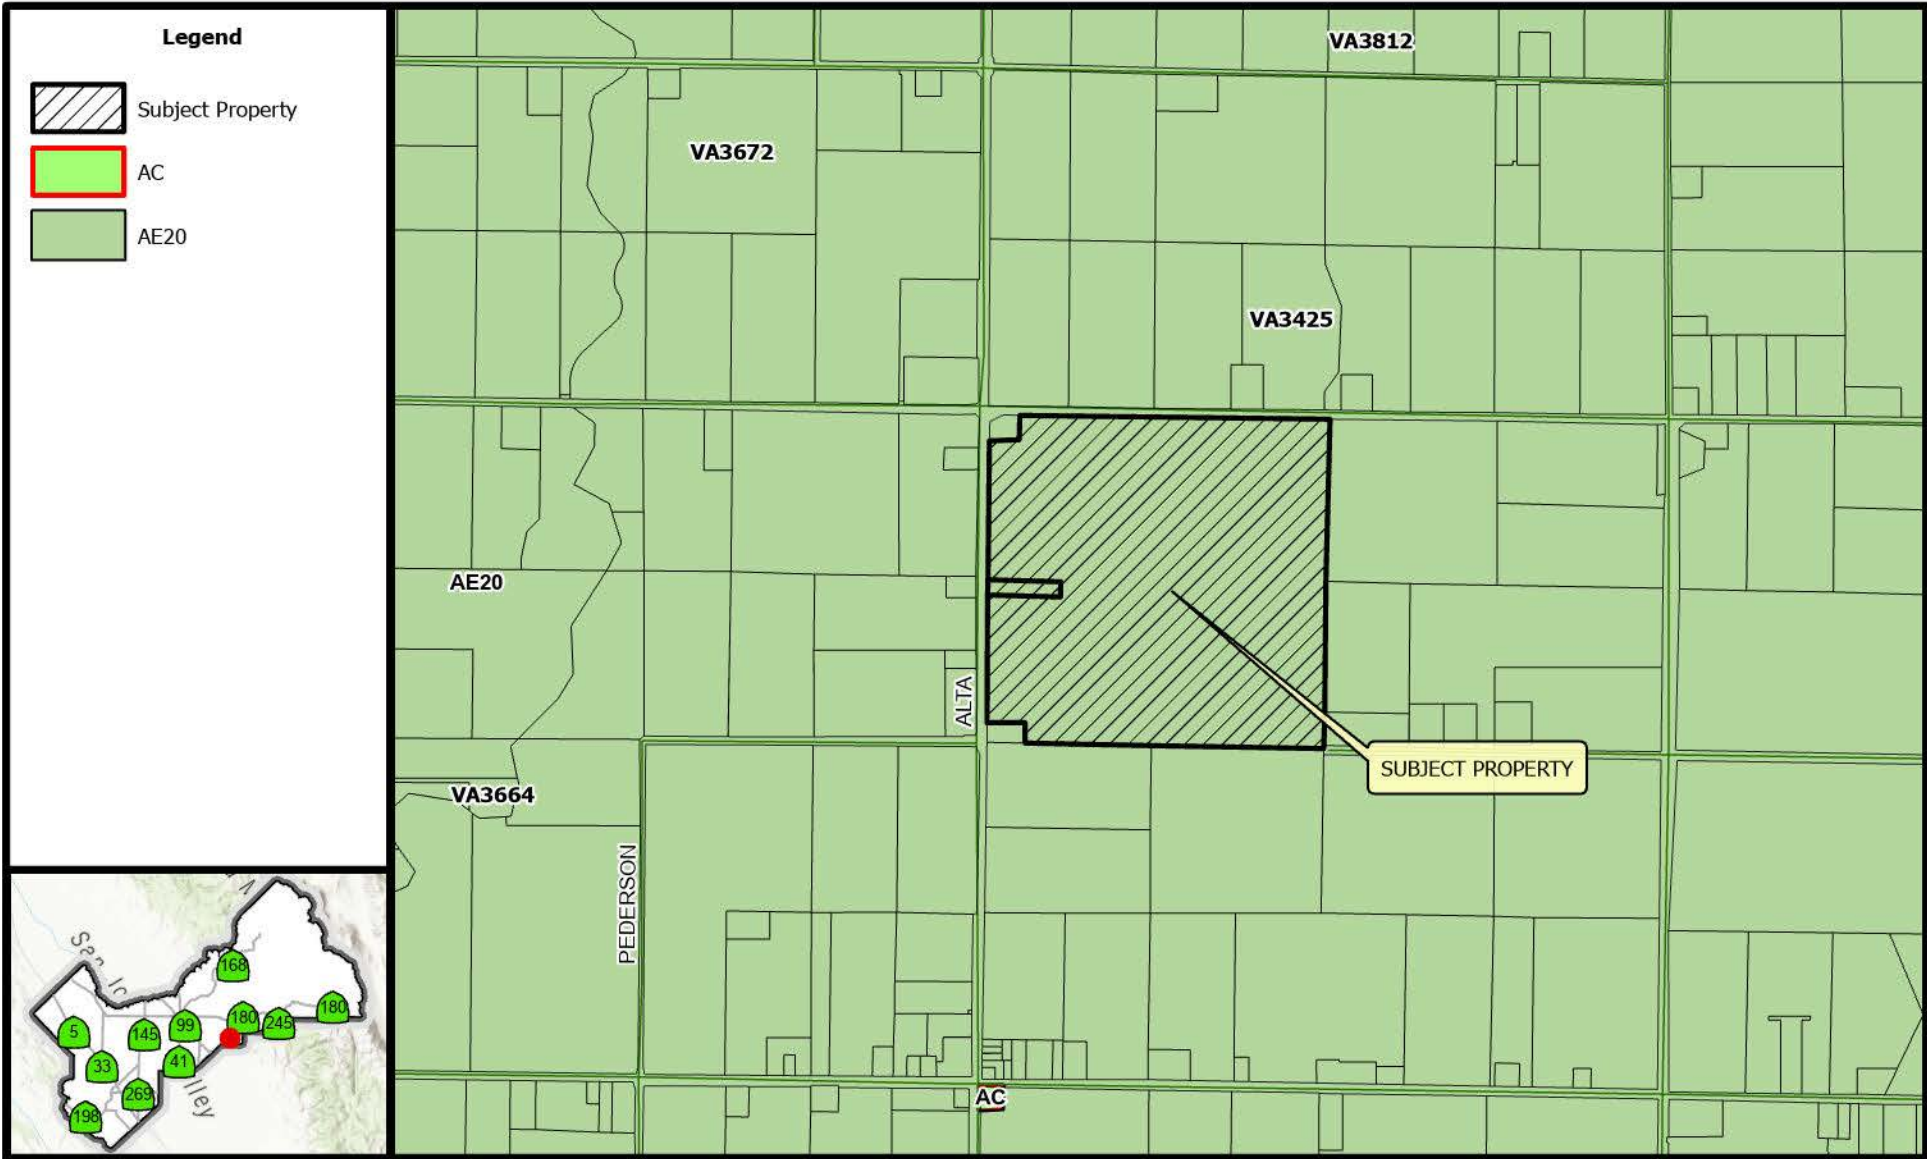 Legend
Subject Property
AC
AE20
VA3812
VA3672
VA3425
AE20
ALTA
SUBJECT PROPERTY
VA3664
PEDERSON
AC
168
180
180
245
99
145
5
41
33
269
198
lley